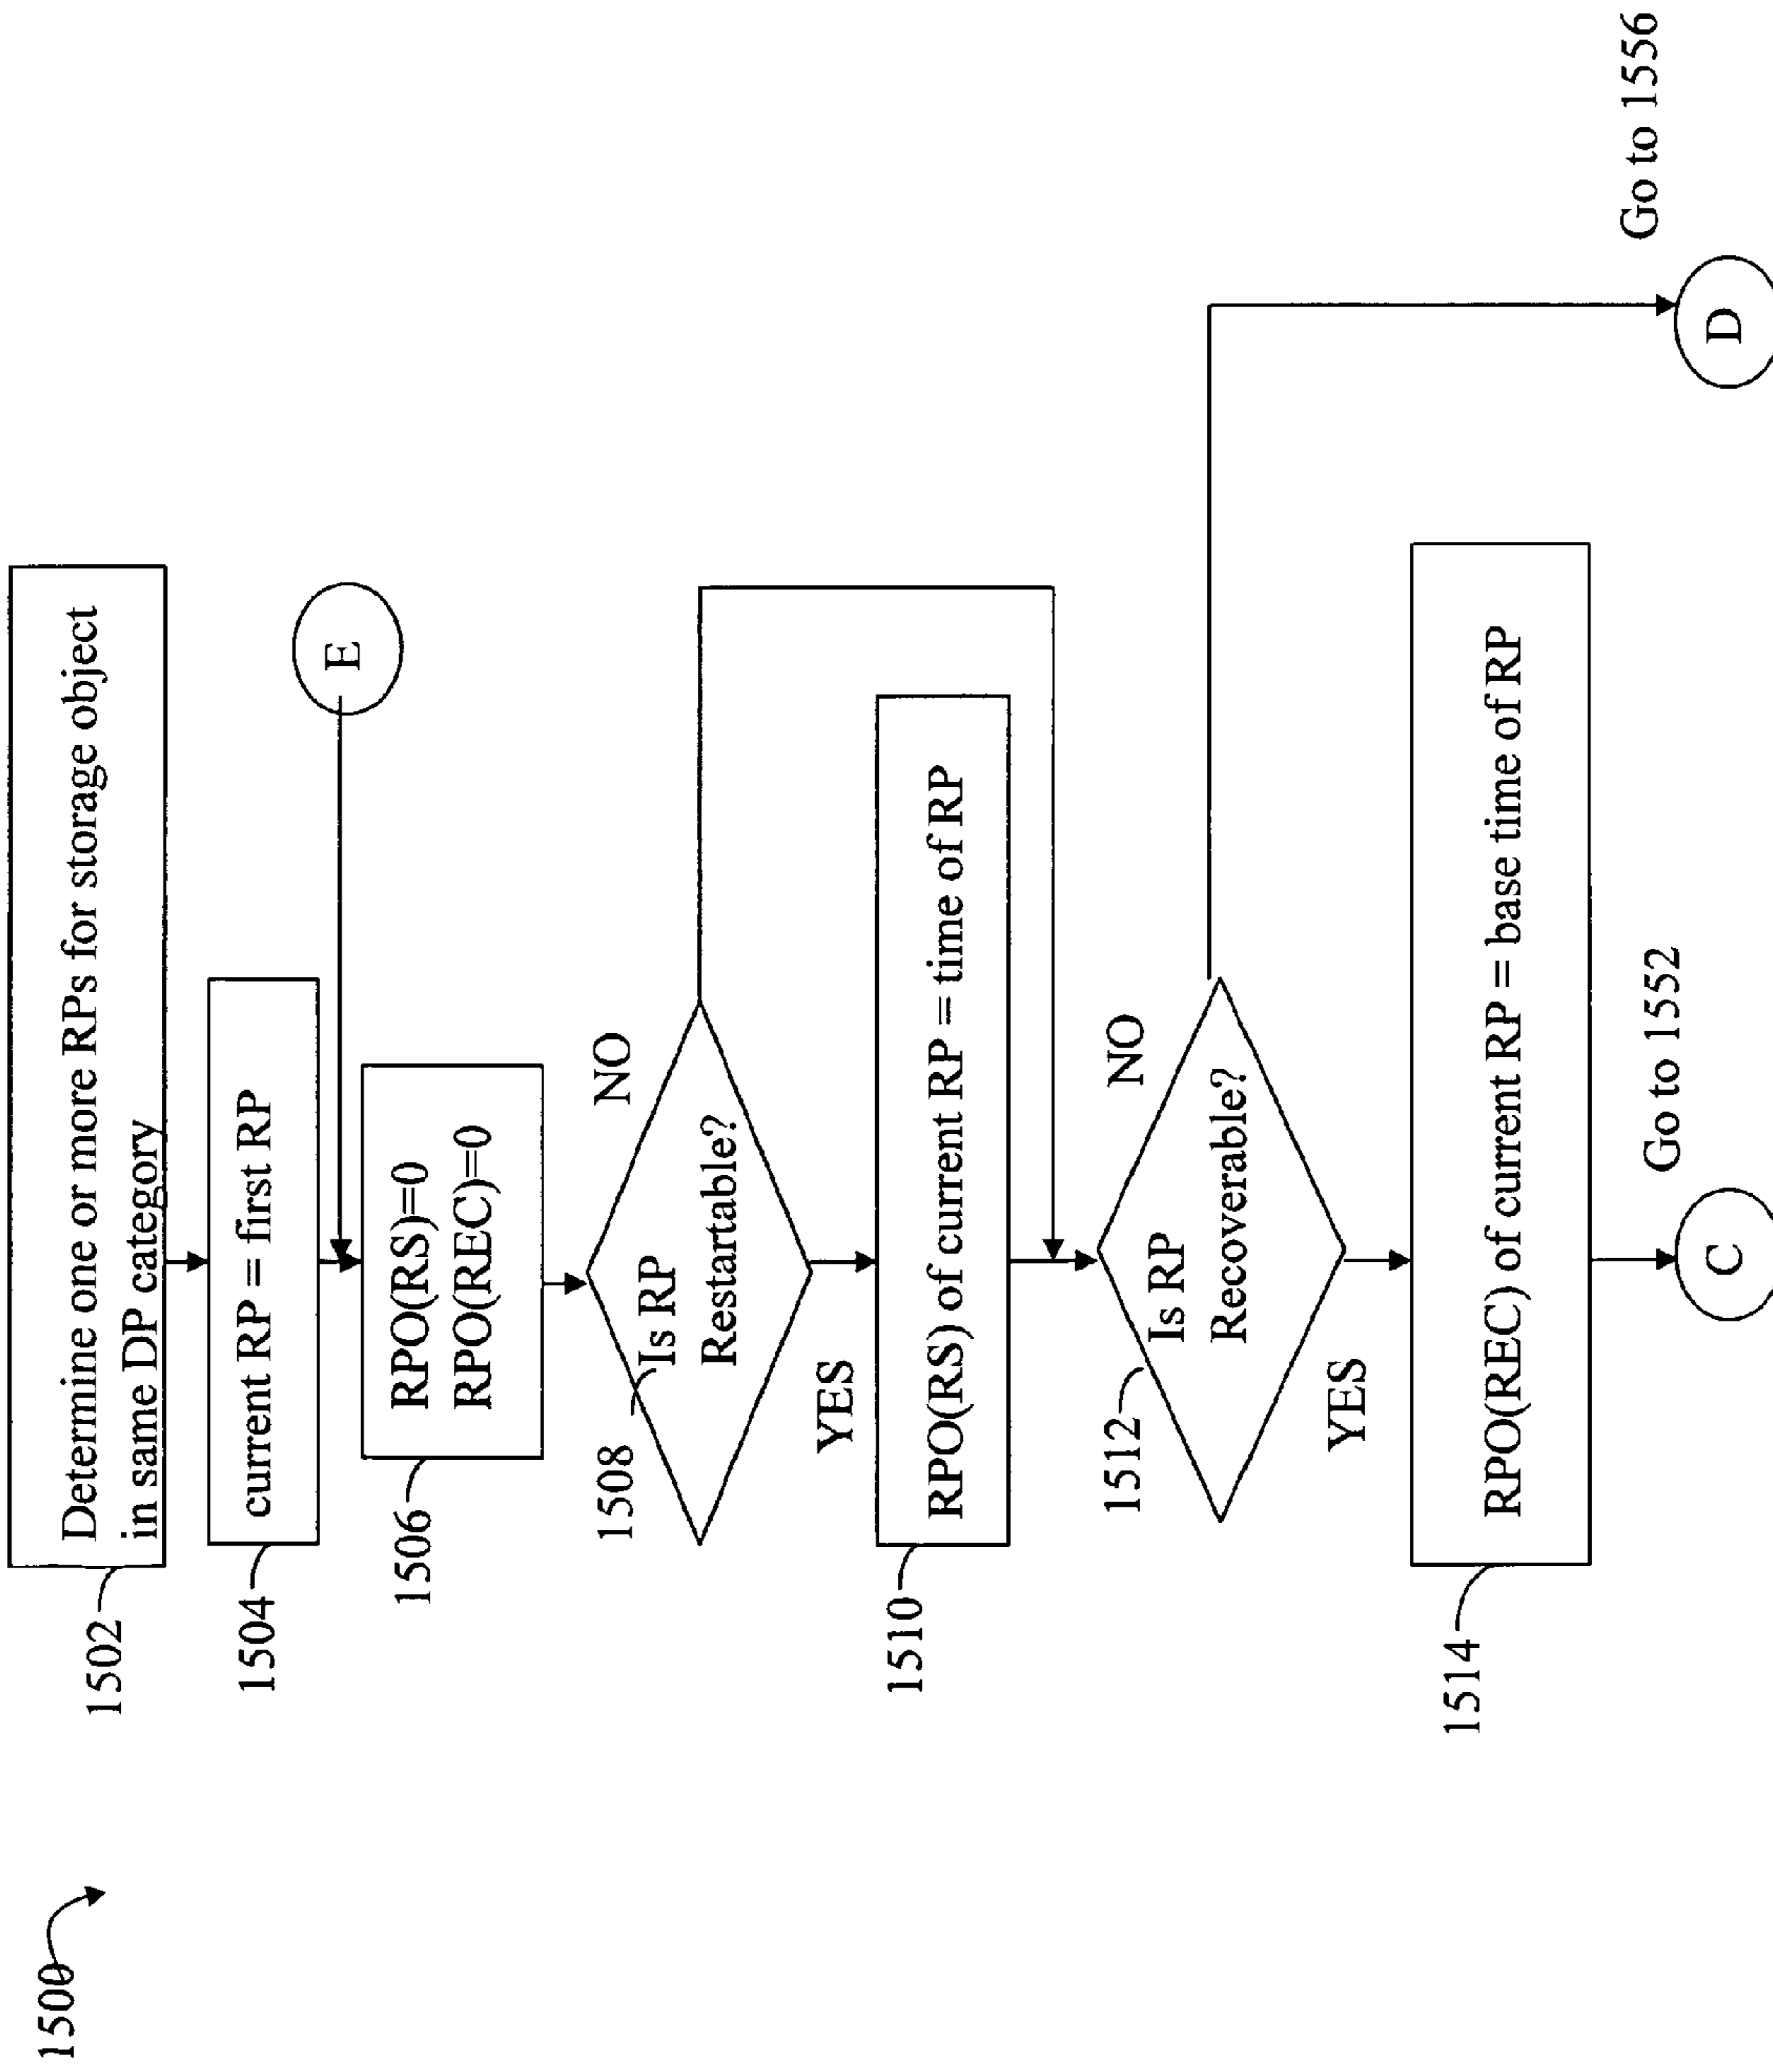 1500
1502
Determine one or more RPs for storage object
in same DP category
1504
current RP = first RP
E
1506
RPO(RS)=0
RPO(REC)=0
1508
Is RP
Restartable?
NO
YES
1510
RPO(RS) of current RP = time of RP
1512
Is RP
Recoverable?
NO
YES
1514
RPO(REC) of current RP = base time of RP
C
Go to 1552
D
Go to 1556